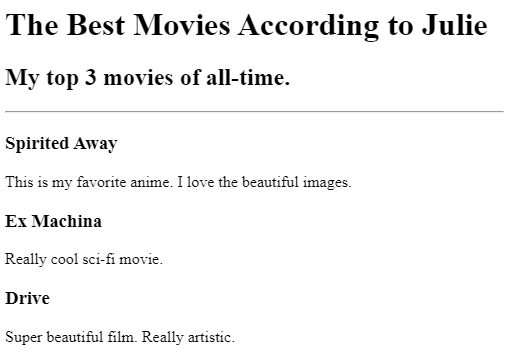 The Best Movies According to Julie
My top 3 movies of all-time.
Spirited Away
This is my favorite anime. I love the beautiful images.
Ex Machina
Really cool sci-fi movie.
Drive
Super beautiful film. Really artistic.